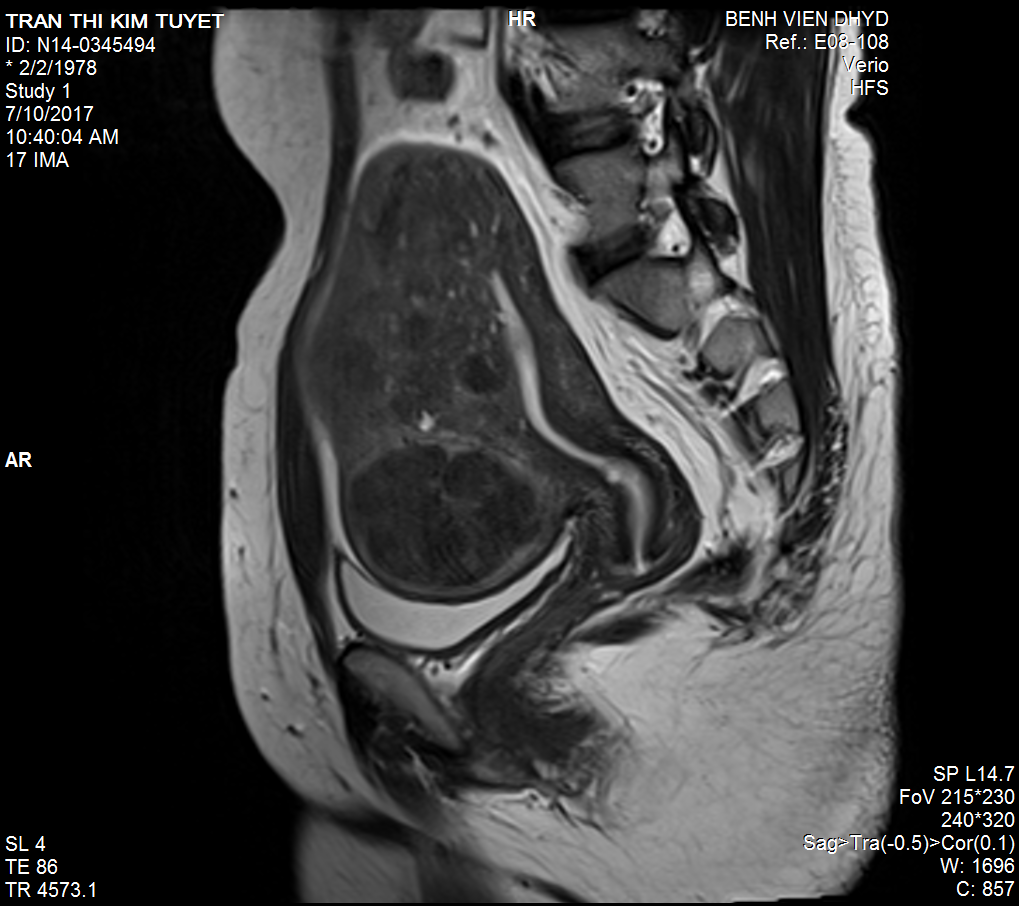 TRAN THI KIM TUYET
ID: N14-0345494
* 2/2/1978
Study 1
7/10/2017
10:40:04 AM
17 IMA
HR
BENH VIEN DHYD
Ref.: E08-108
Verio
HFS
AR
SL 4
TE 86
TR 4573.1
SP L14.7
FoV 215*230
240*320
Sag>Tra(-0.5)>Cor(0.1)
W: 1696
C: 857